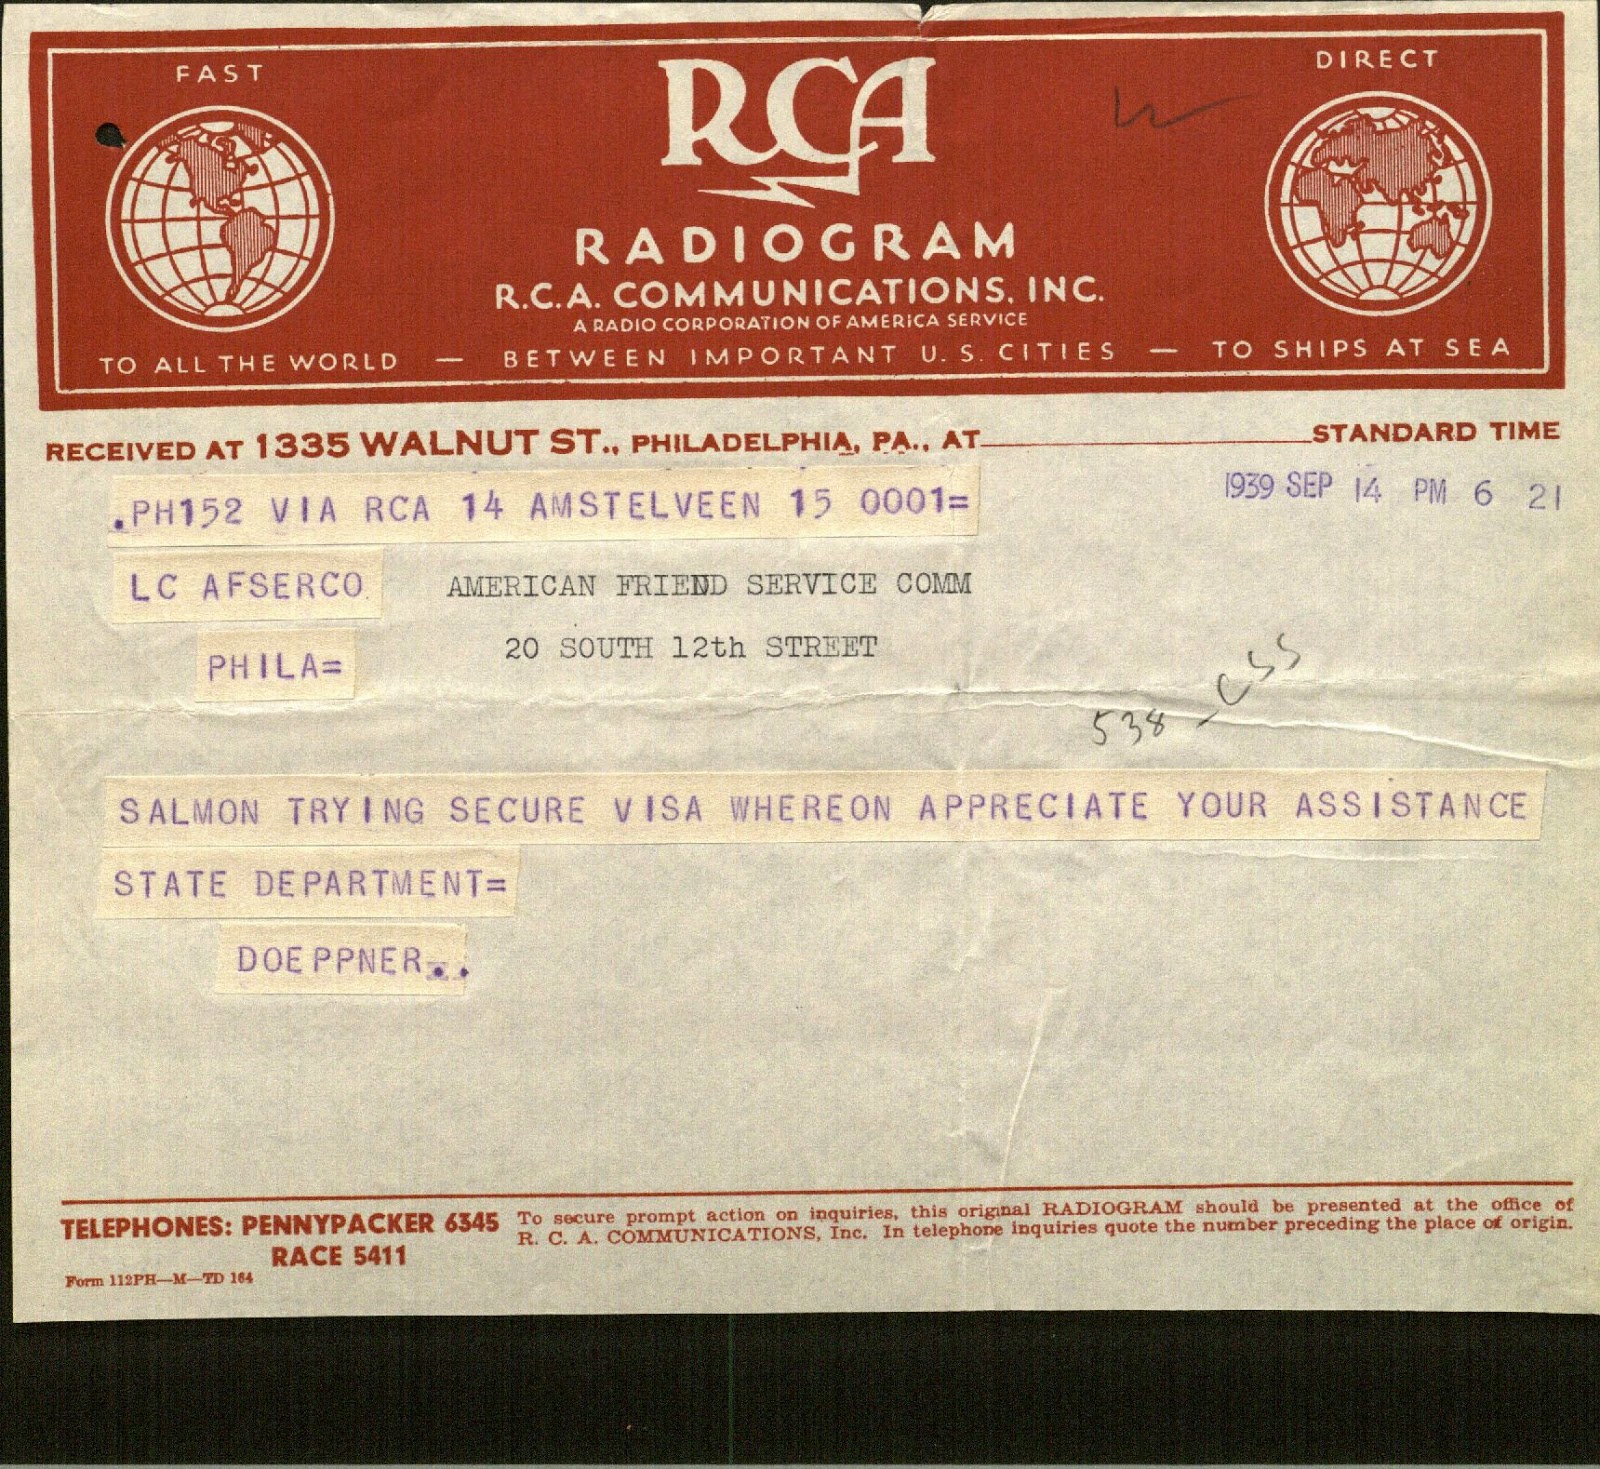 FAST
DIRECT
RCA
RADIOGRAM
R.C.A. COMMUNICATIONS, INC.
A RADIO CORPORATION OF AMERICA SERVICE
TO ALL THE WORLD — BETWEEN IMPORTANT U. S. CITIES — TO SHIPS AT SEA
RECEIVED AT 1335 WALNUT ST., PHILADELPHIA, PA., AT STANDARD TIME
1939 SEP 14 PM 6 21
.PH152 VIA RCA 14 AMSTELVEEN 15 0001=
LC AFSERCO AMERICAN FRIEND SERVICE COMM
PHILA= 20 SOUTH 12th STREET
538 - CSS
SALMON TRYING SECURE VISA WHEREON APPRECIATE YOUR ASSISTANCE
STATE DEPARTMENT=
DOEPPNER..
TELEPHONES: PENNYPACKER 6345
RACE 5411
To secure prompt action on inquiries, this original RADIOGRAM should be presented at the office of
R. C. A. COMMUNICATIONS, Inc. In telephone inquiries quote the number preceding the place of origin.
Form 112PH—M—TD 164